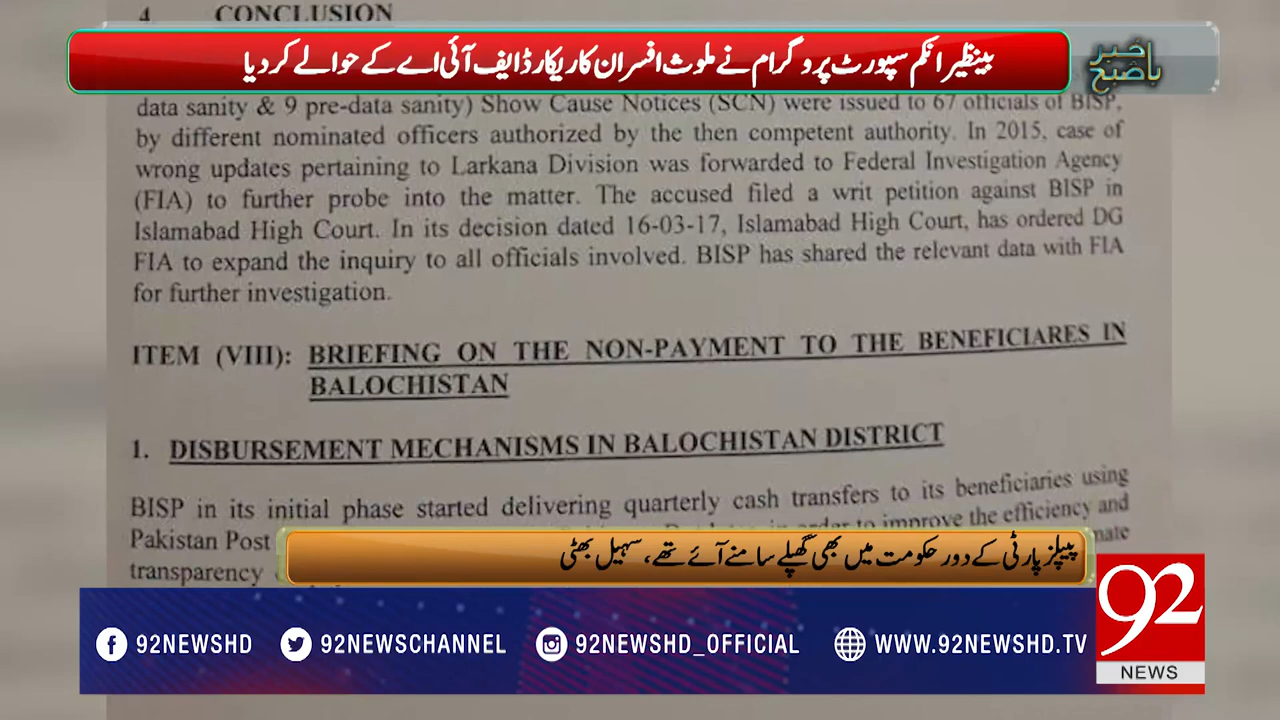 4 CONCLUSION
بینظیر انکم سپورٹ پروگرام نے ملوث افسران کا ریکارڈ ایف آئی اے کے حوالے کر دیا
باخبر صبح
data sanity & 9 pre-data sanity) Show Cause Notices (SCN) were issued to 67 officials of BISP,
by different nominated officers authorized by the then competent authority. In 2015, case of
wrong updates pertaining to Larkana Division was forwarded to Federal Investigation Agency
(FIA) to further probe into the matter. The accused filed a writ petition against BISP in
Islamabad High Court. In its decision dated 16-03-17, Islamabad High Court, has ordered DG
FIA to expand the inquiry to all officials involved. BISP has shared the relevant data with FIA
for further investigation.
ITEM (VIII): BRIEFING ON THE NON-PAYMENT TO THE BENEFICIARES IN
BALOCHISTAN
1. DISBURSEMENT MECHANISMS IN BALOCHISTAN DISTRICT
BISP in its initial phase started delivering quarterly cash transfers to its beneficiaries using
Pakistan Post in order to improve the efficiency and
transparency
پیپلز پارٹی کے دور حکومت میں بھی گھپلے سامنے آئے تھے، سہیل بھٹی
92NEWSHD 92NEWSCHANNEL 92NEWSHD_OFFICIAL WWW.92NEWSHD.TV
92
NEWS